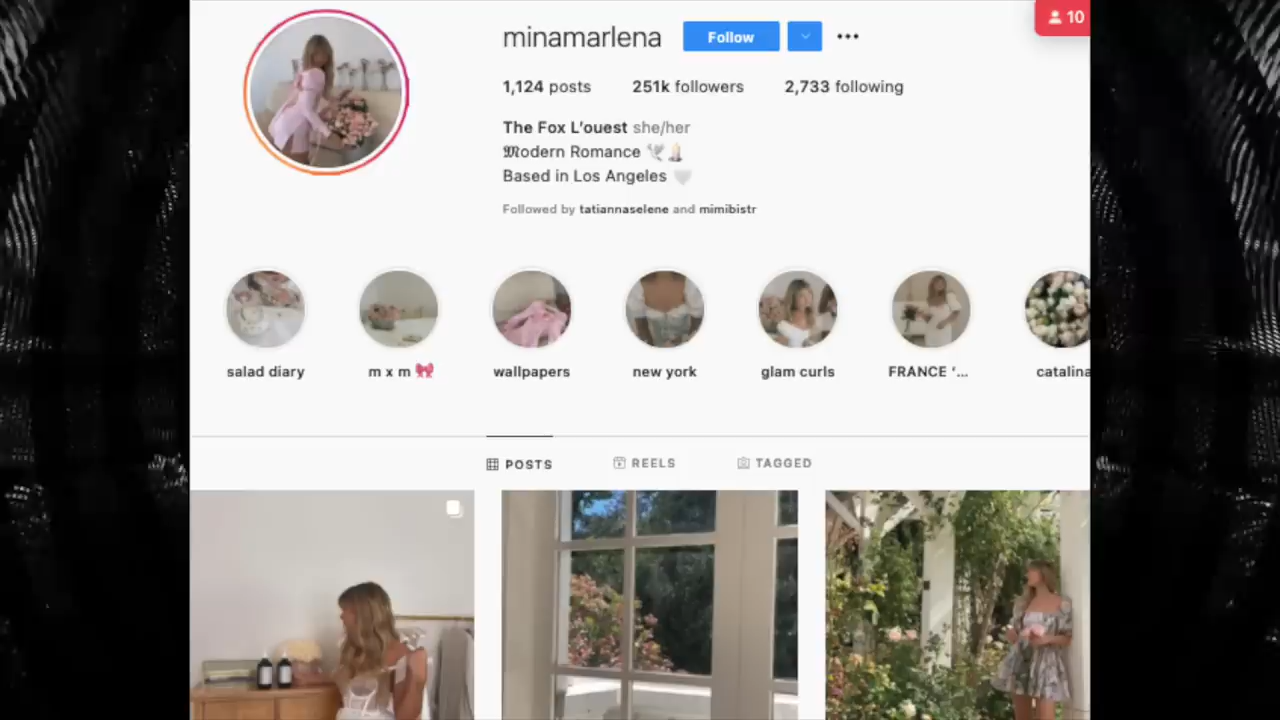 minamarlena Follow
10
1,124 posts 251k followers 2,733 following
The Fox L'ouest she/her
𝕸odern Romance 🕊️🕯️
Based in Los Angeles 🤍
Followed by tatiannaselene and mimibistr
salad diary m x m 🎀 wallpapers new york glam curls FRANCE ‘... catalina
POSTS REELS TAGGED